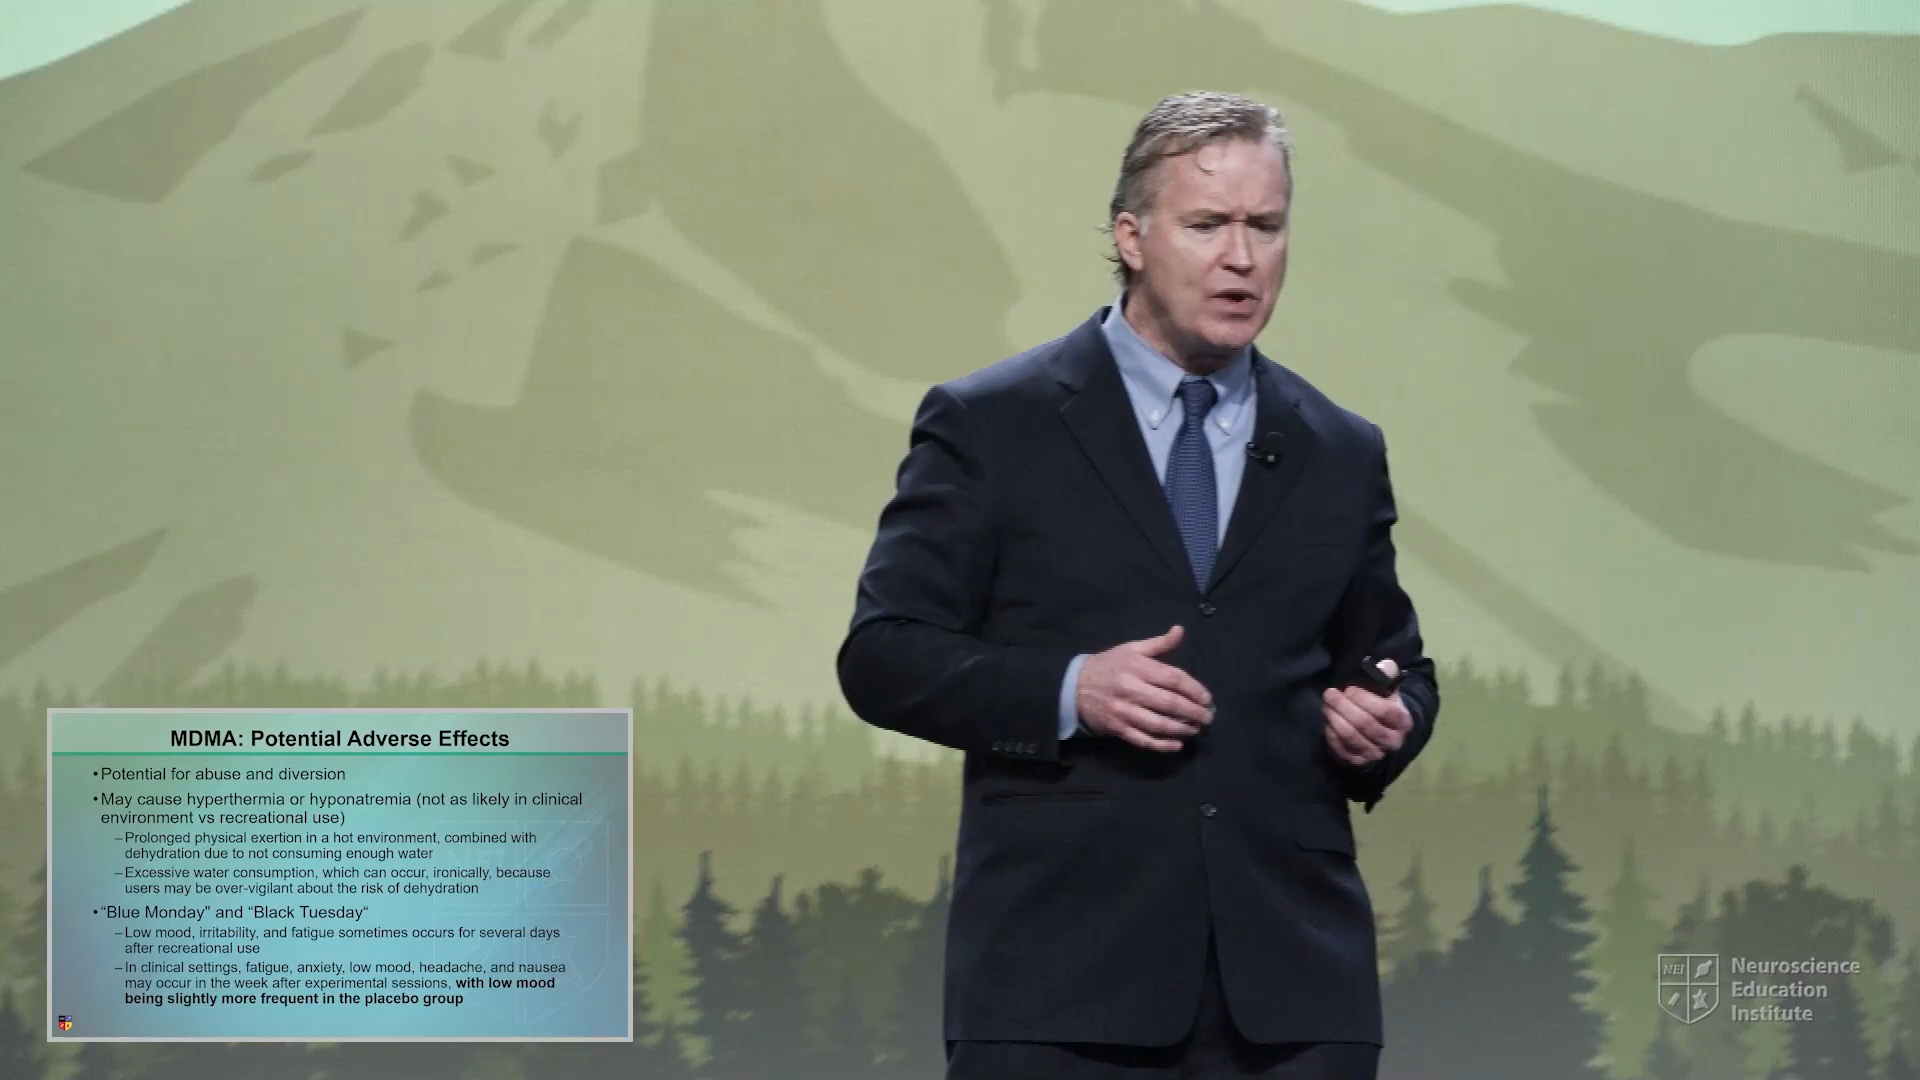 MDMA: Potential Adverse Effects
•Potential for abuse and diversion
•May cause hyperthermia or hyponatremia (not as likely in clinical
environment vs recreational use)
–Prolonged physical exertion in a hot environment, combined with
dehydration due to not consuming enough water
–Excessive water consumption, which can occur, ironically, because
users may be over-vigilant about the risk of dehydration
•“Blue Monday” and “Black Tuesday“
–Low mood, irritability, and fatigue sometimes occurs for several days
after recreational use
–In clinical settings, fatigue, anxiety, low mood, headache, and nausea
may occur in the week after experimental sessions, with low mood
being slightly more frequent in the placebo group
NEI
Neuroscience
Education
Institute